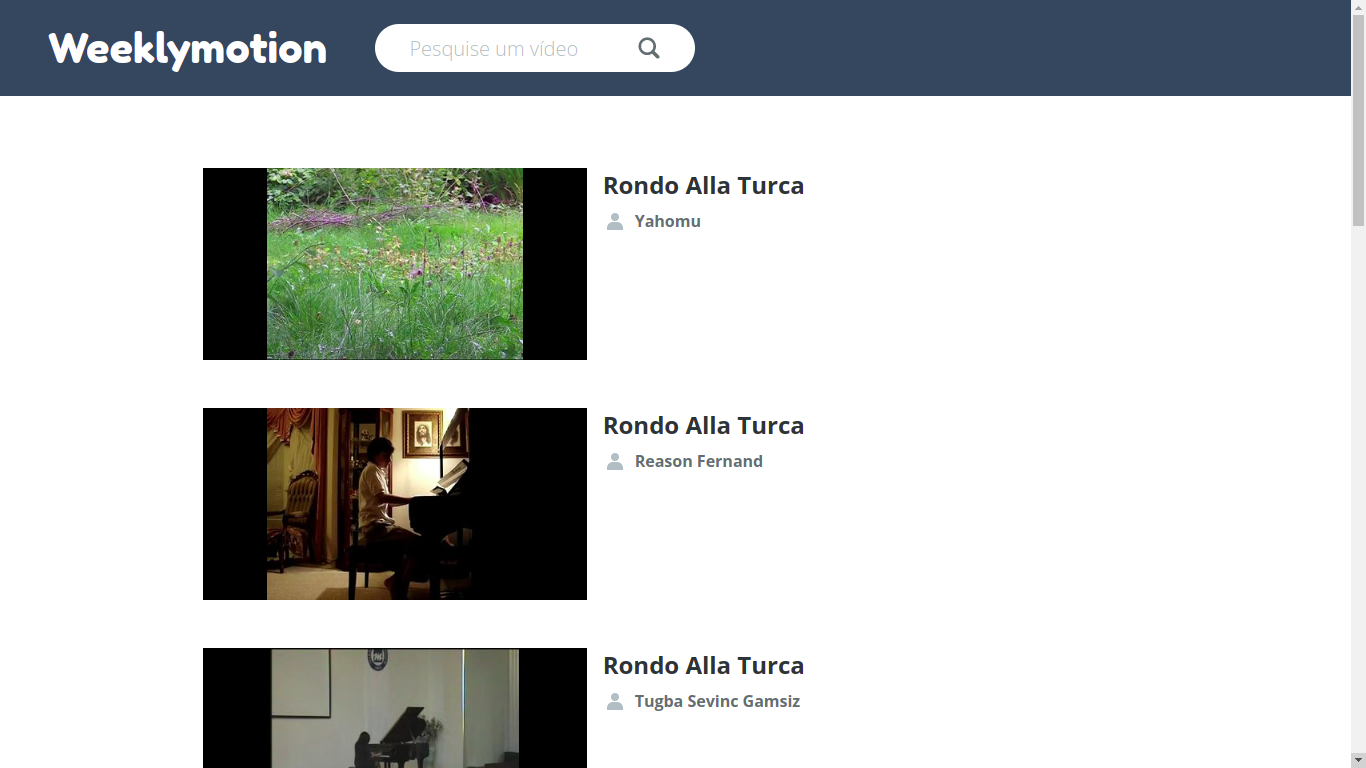 Weeklymotion
Pesquise um vídeo
Rondo Alla Turca
Yahomu
Rondo Alla Turca
Reason Fernand
Rondo Alla Turca
Tugba Sevinc Gamsiz